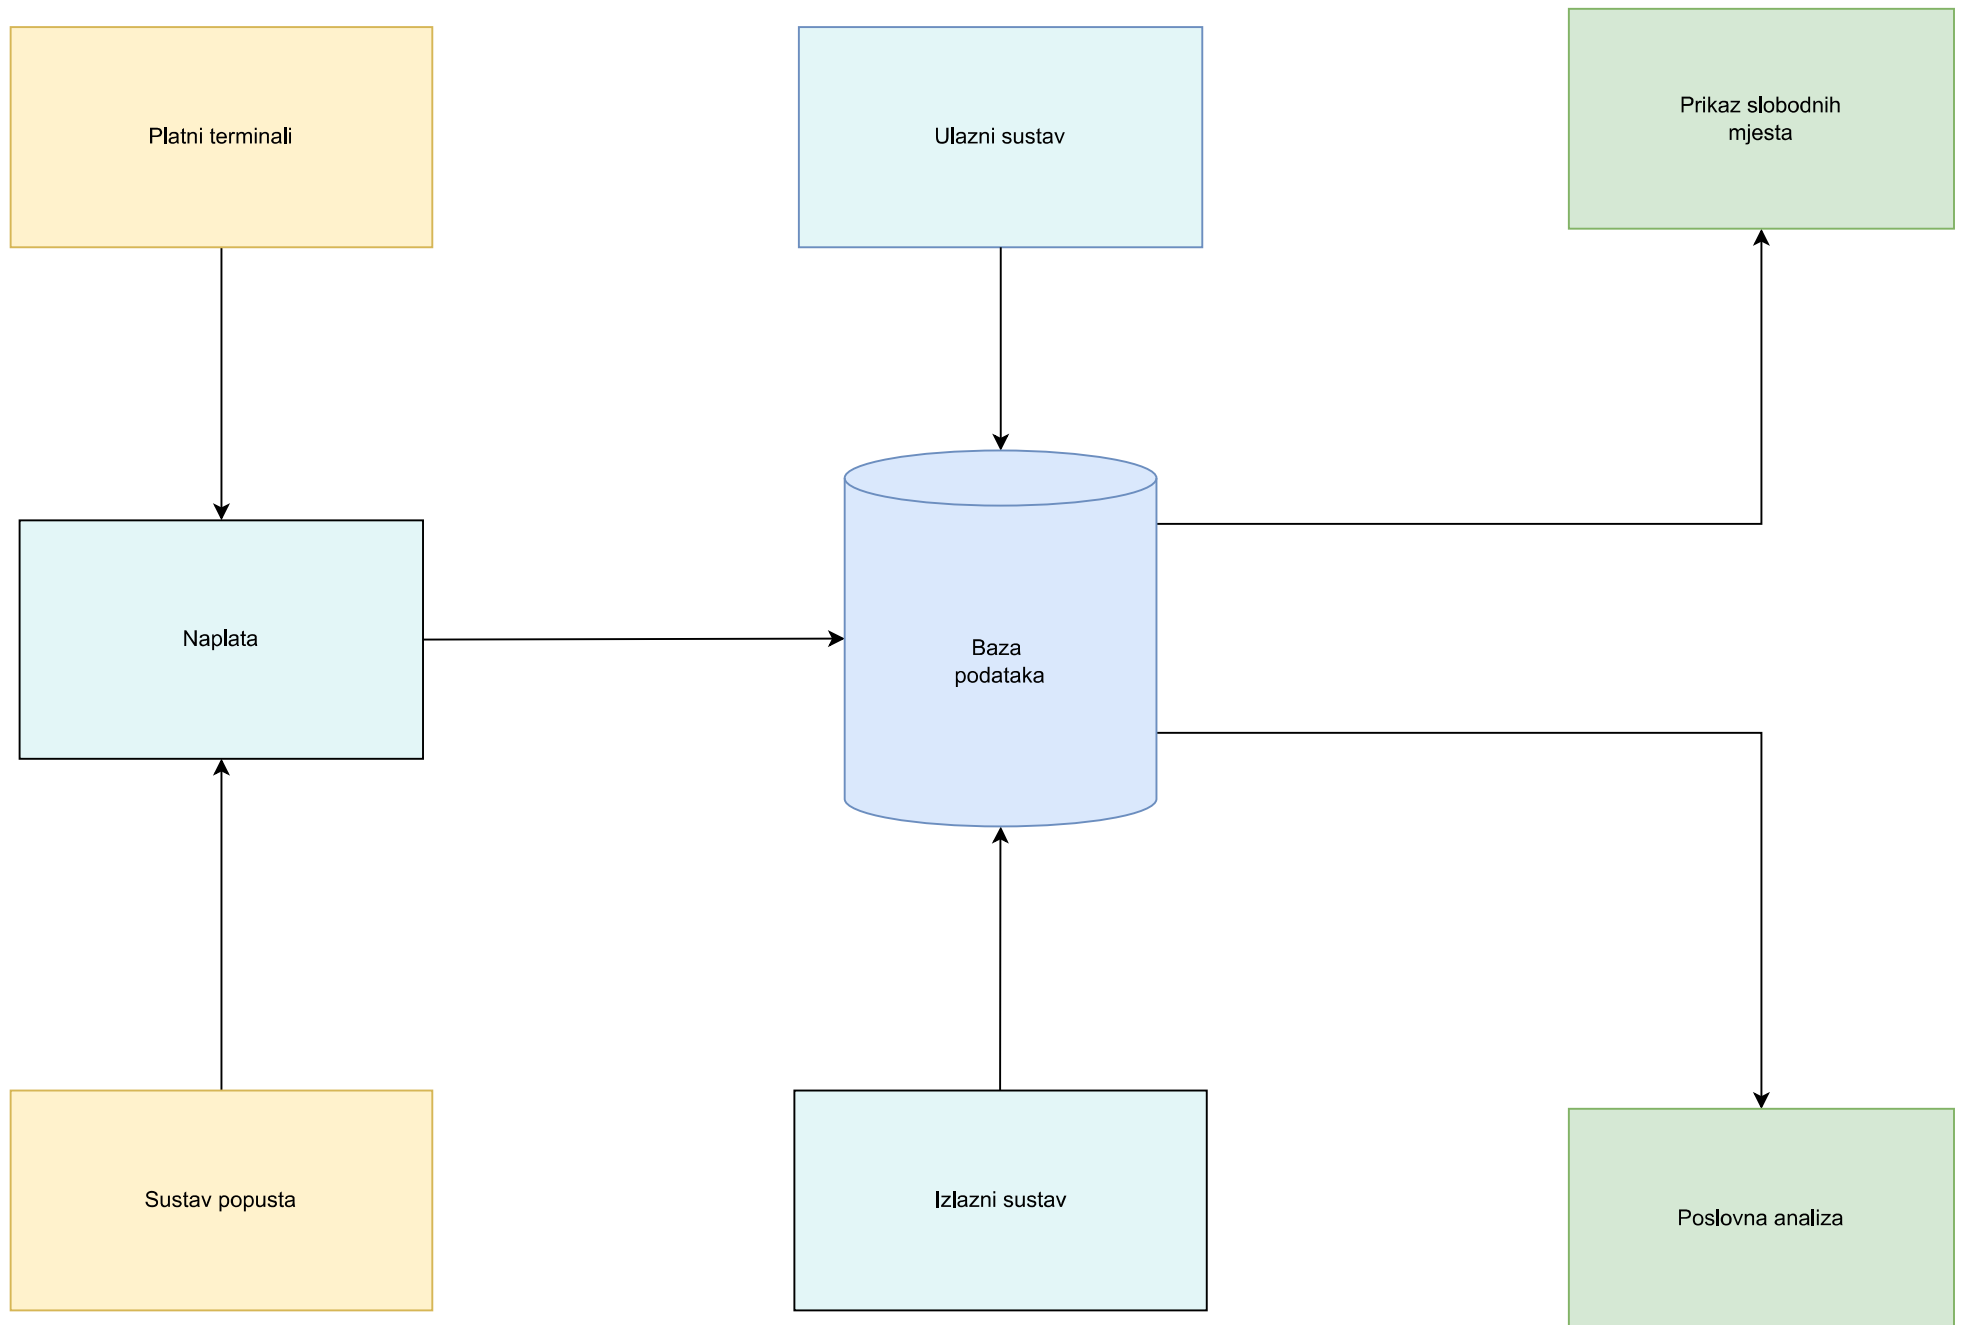 Platni terminali
Ulazni sustav
Prikaz slobodnih
mjesta
Naplata
Baza
podataka
Sustav popusta
Izlazni sustav
Poslovna analiza